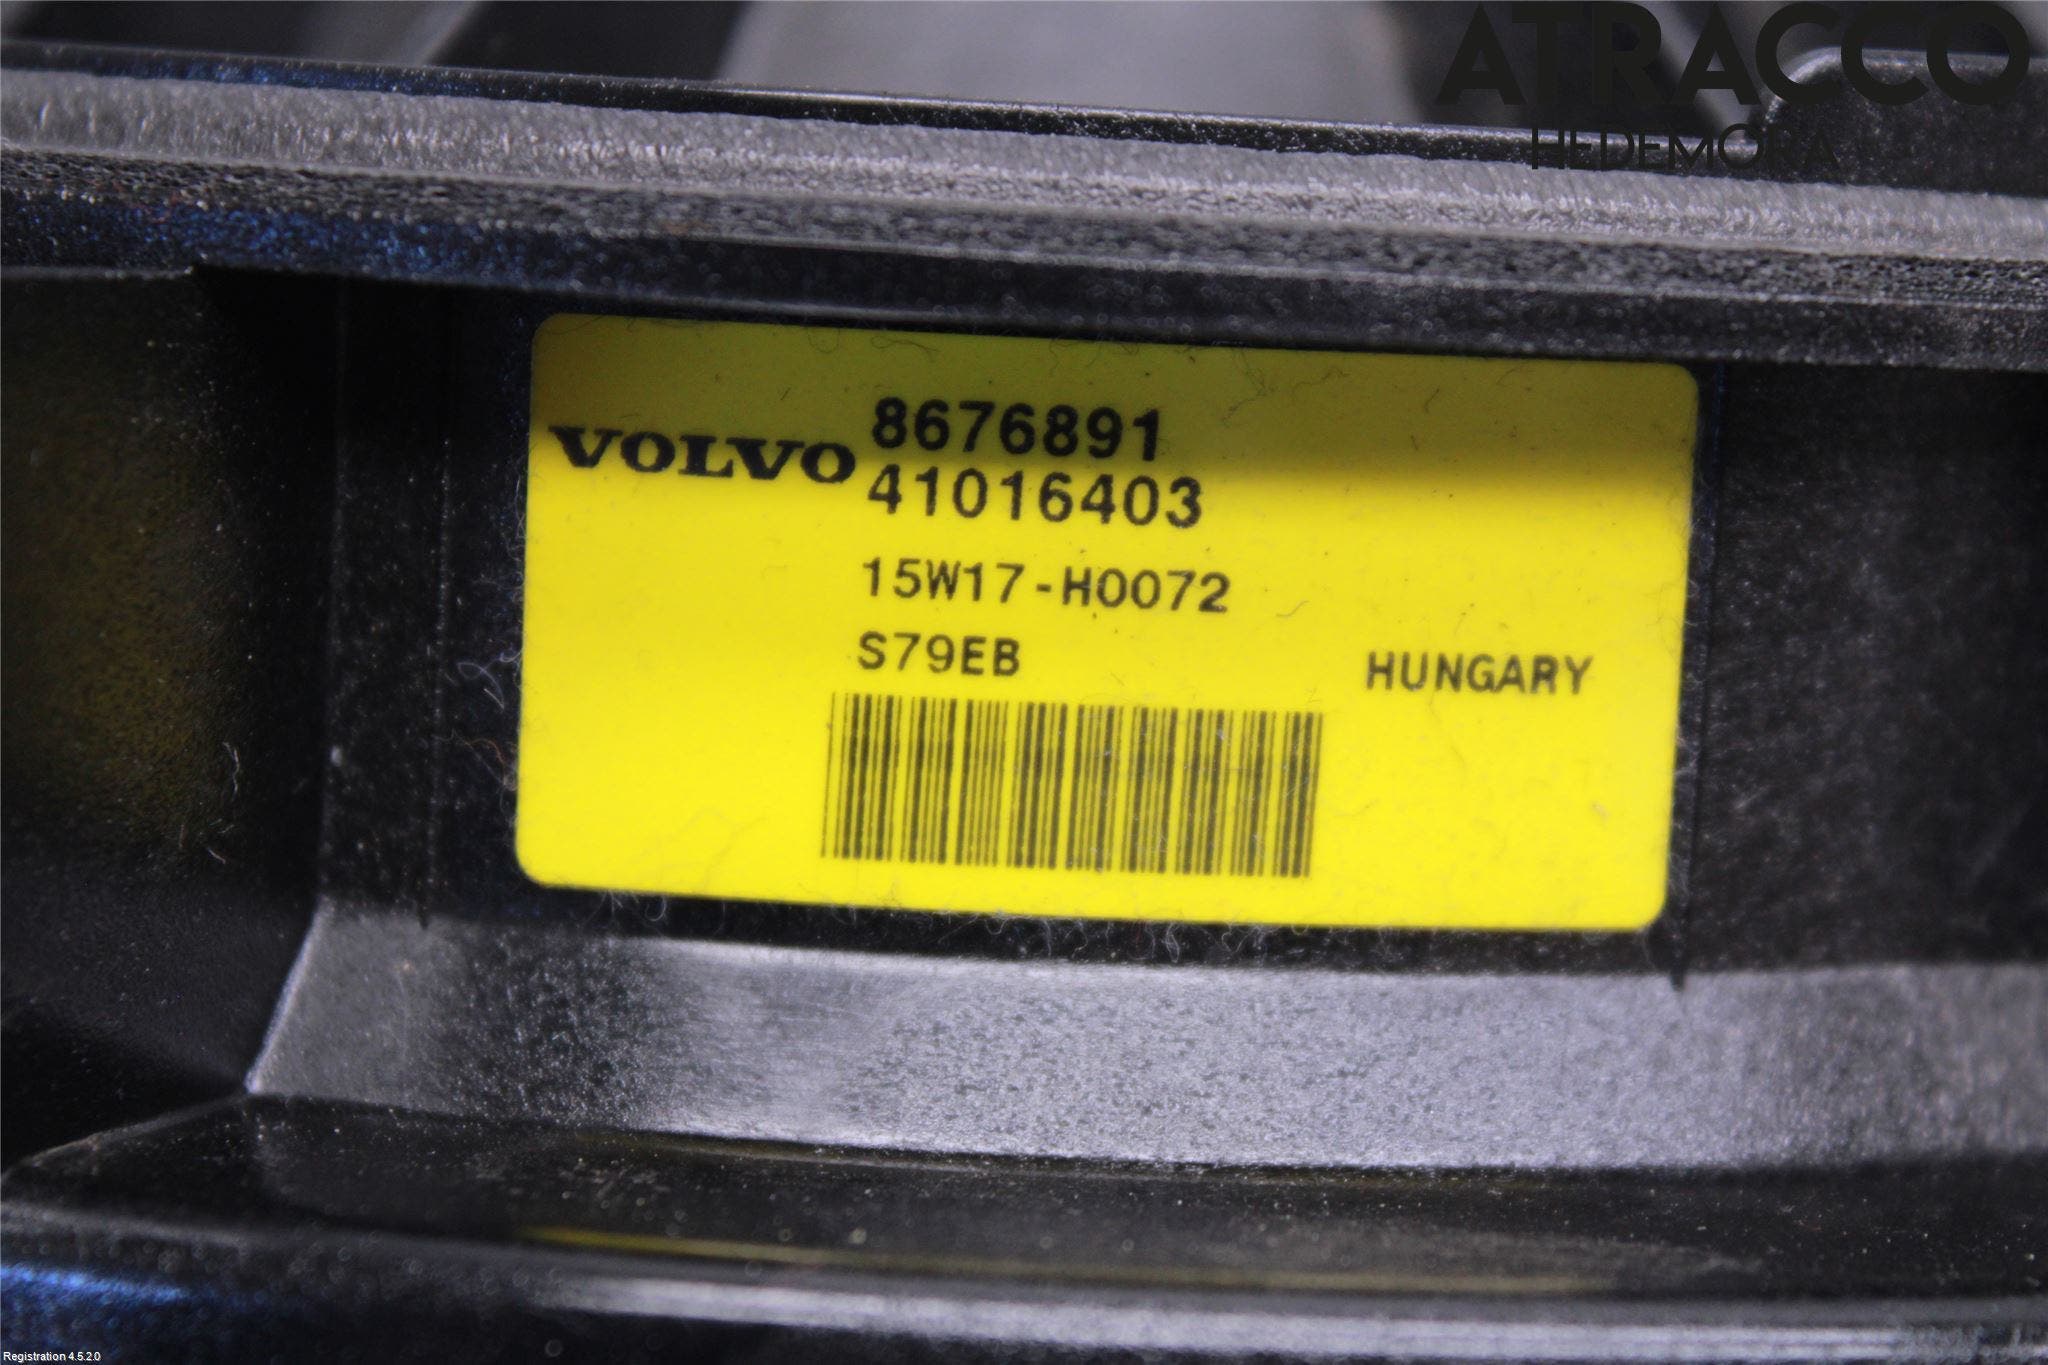 ATRACCO
HEDEMORA
VOLVO
8676891
41016403
15W17-H0072
S79EB
HUNGARY
Registration 4.5.2.0